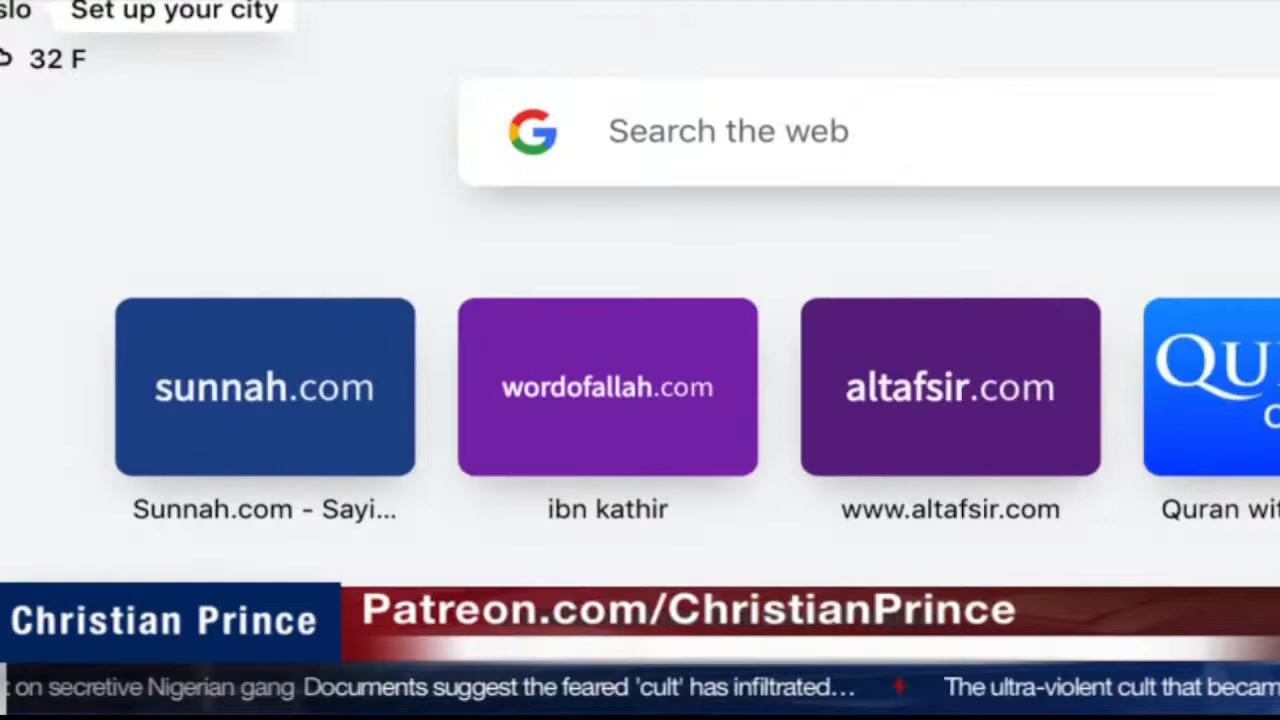 slo Set up your city
32 F
Search the web
sunnah.com
wordofallah.com
altafsir.com
QU
Sunnah.com - Sayi...
ibn kathir
www.altafsir.com
Quran wit
Christian Prince
Patreon.com/ChristianPrince
t on secretive Nigerian gang Documents suggest the feared 'cult' has infiltrated... The ultra-violent cult that becam